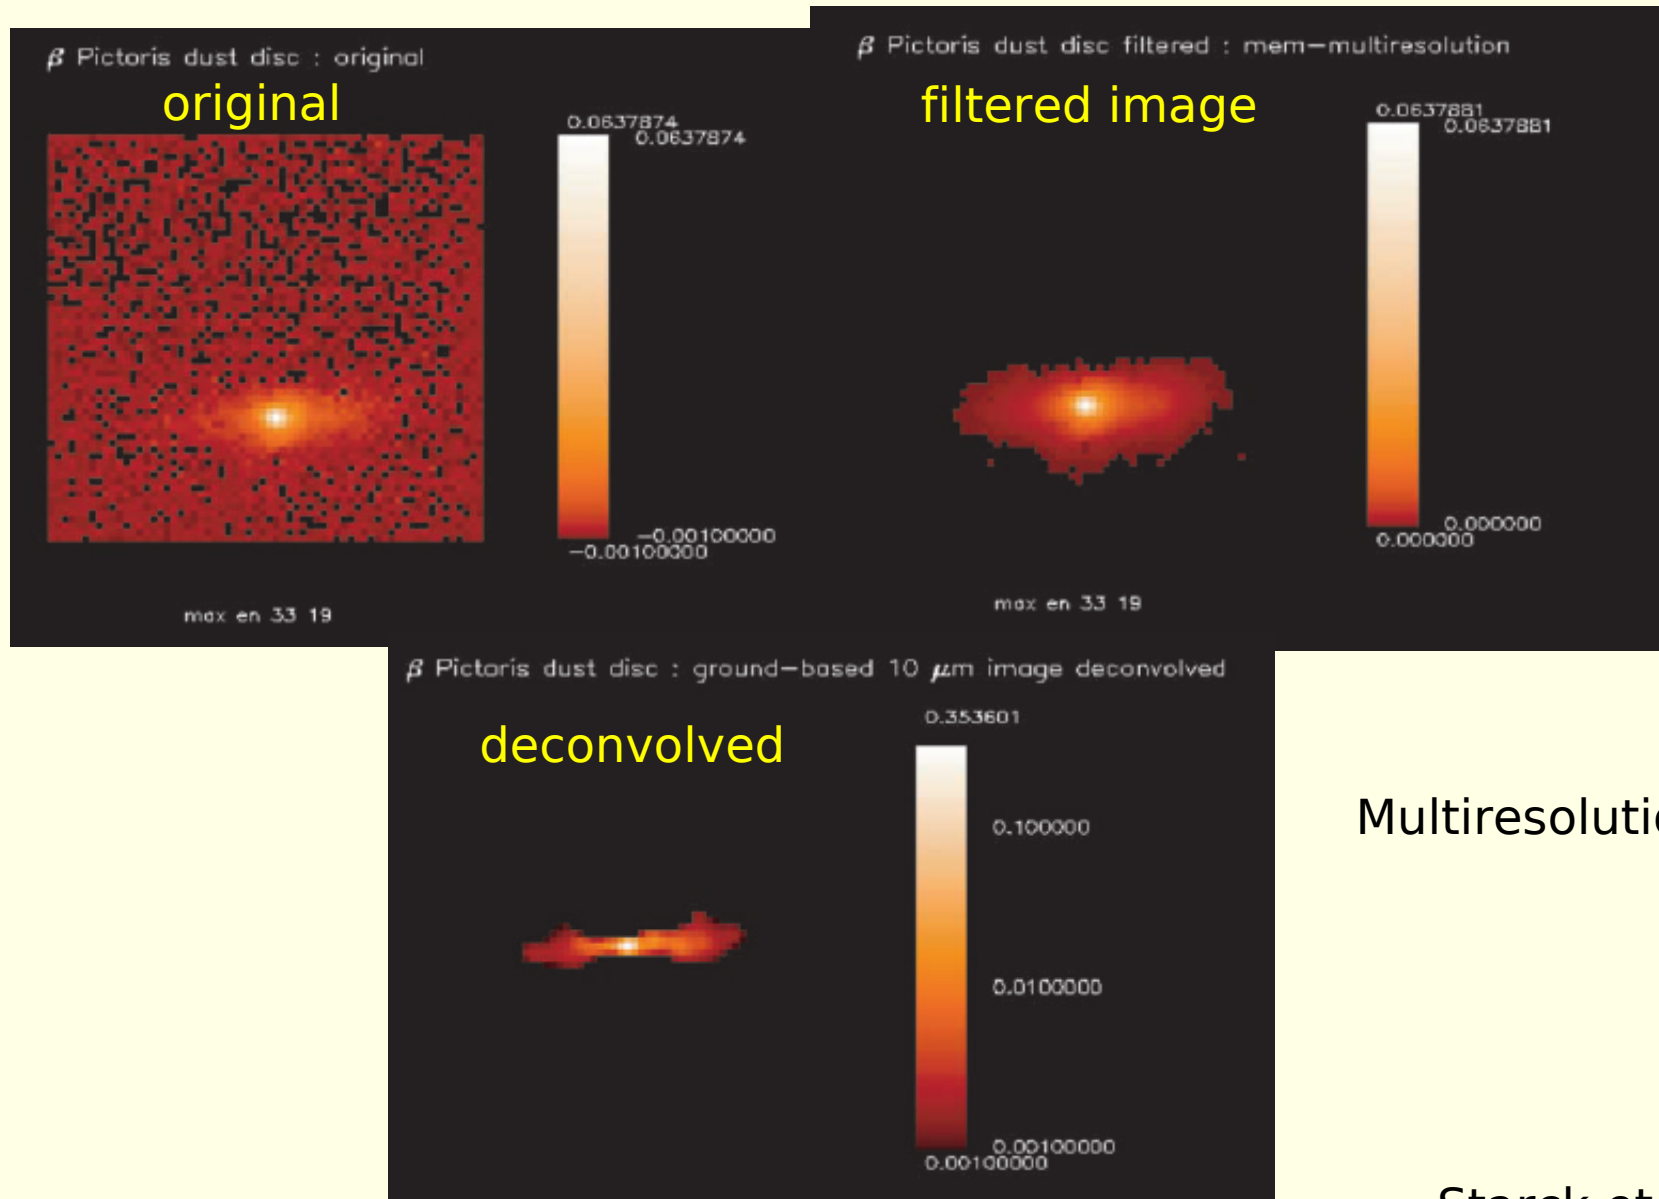 β Pictoris dust disc : original
original
0.0637874
0.0637874
−0.00100000
−0.00100000
max en 33 19
β Pictoris dust disc filtered : mem−multiresolution
filtered image
0.0637881
0.0637881
0.000000
0.000000
max en 33 19
β Pictoris dust disc : ground−based 10 μm image deconvolved
deconvolved
0.353601
0.100000
0.0100000
0.00100000
0.00100000
Multiresolutio
Starck et